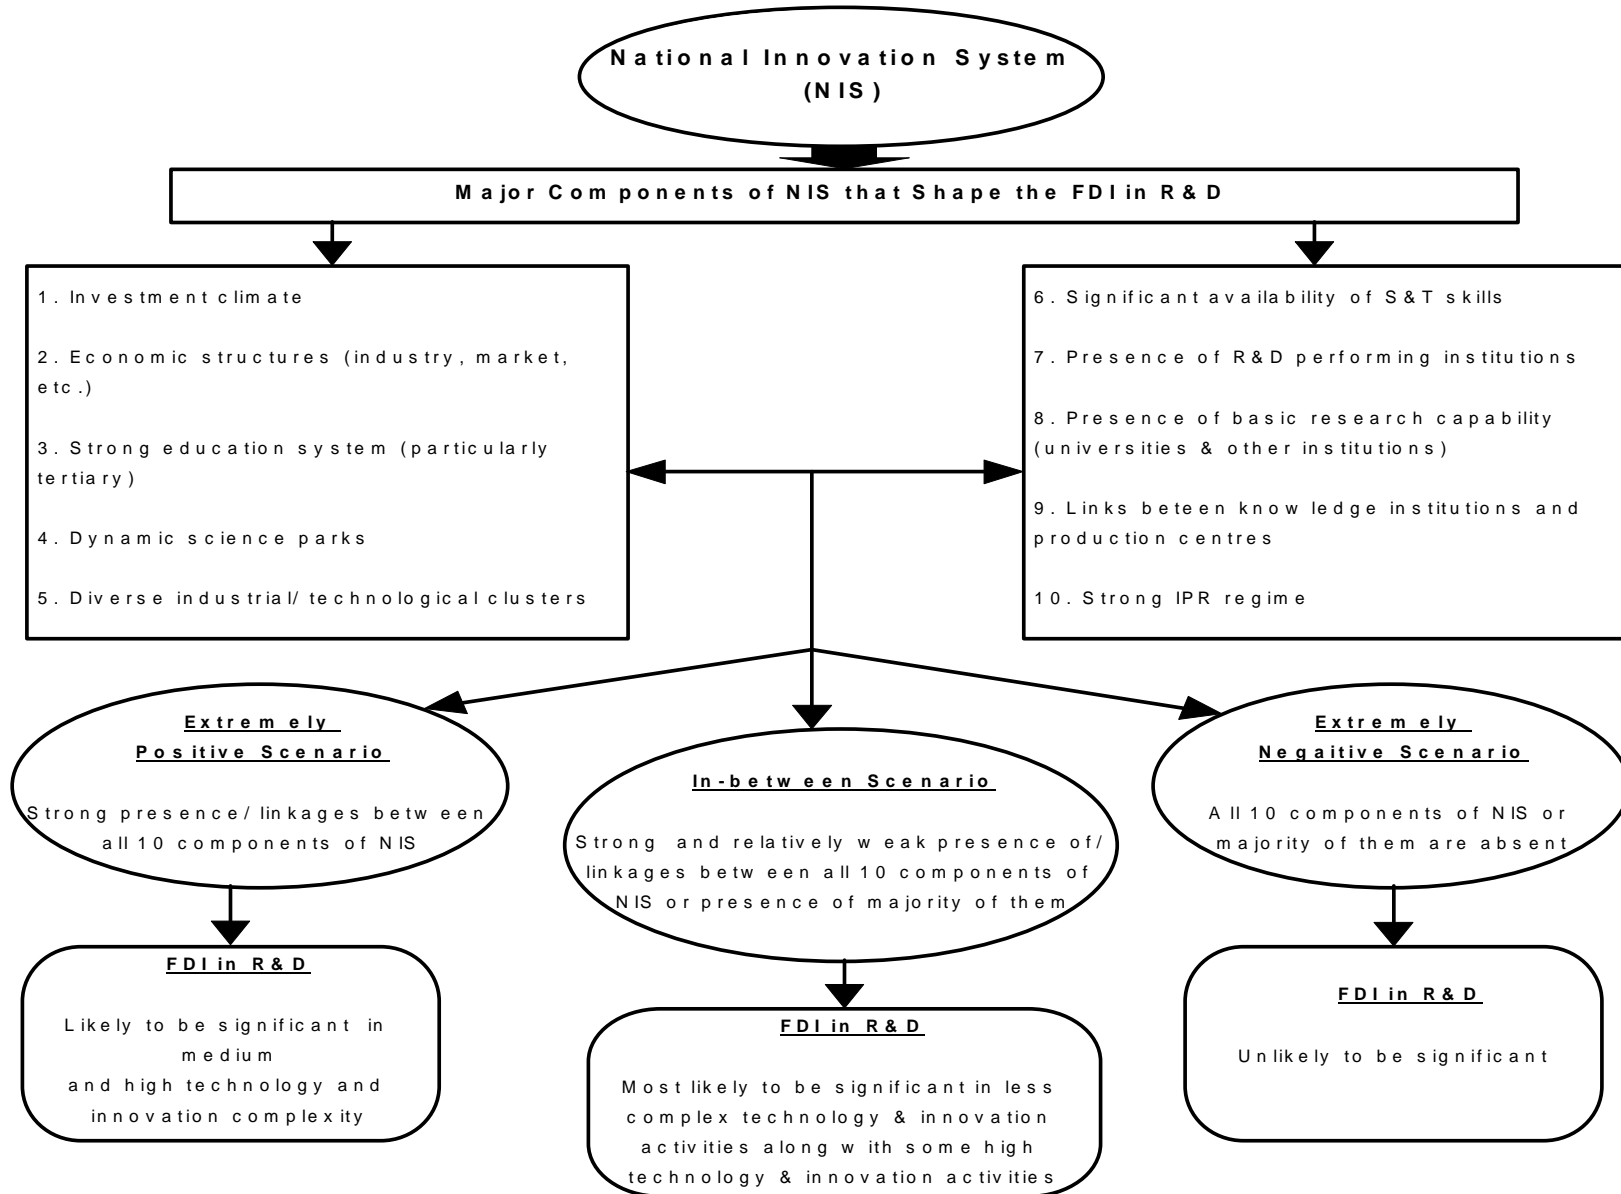 National Innovation System
(NIS)
Major Components of NIS that Shape the FDI in R&D
1. Investment climate
2. Economic structures (industry, market,
etc.)
3. Strong education system (particularly
tertiary)
4. Dynamic science parks
5. Diverse industrial/ technological clusters
6. Significant availability of S&T skills
7. Presence of R&D performing institutions
8. Presence of basic research capability
(universities & other institutions)
9. Links beteen knowledge institutions and
production centres
10. Strong IPR regime
Extremely
Positive Scenario
Strong presence/ linkages between
all 10 components of NIS
In-between Scenario
Strong and relatively weak presence of/
linkages between all 10 components of
NIS or presence of majority of them
Extremely
Negaitive Scenario
All 10 components of NIS or
majority of them are absent
FDI in R&D
Likely to be significant in
medium
and high technology and
innovation complexity
FDI in R&D
Most likely to be significant in less
complex technology & innovation
activities along with some high
technology & innovation activities
FDI in R&D
Unlikely to be significant